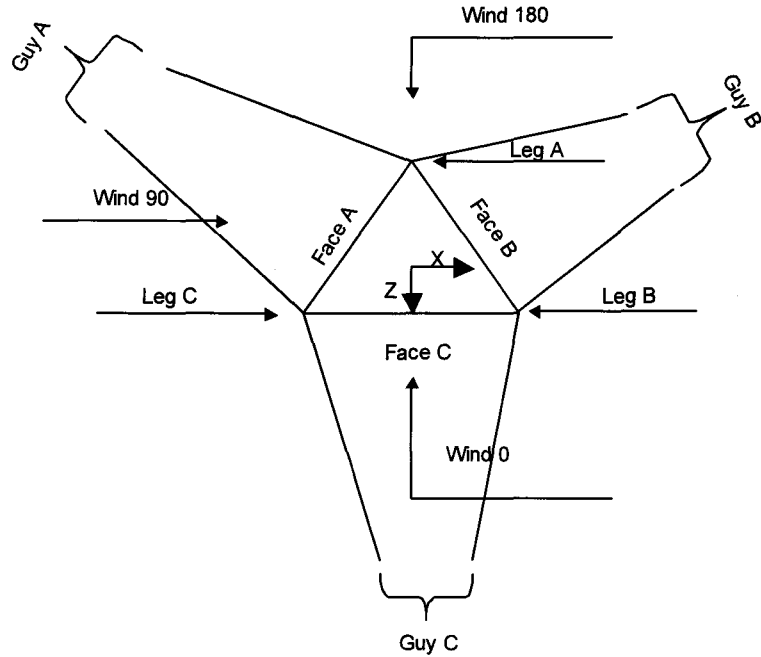 Wind 180
Guy A
Guy B
Leg A
Wind 90
Face A
Face B
X
Z
Leg C
Leg B
Face C
Wind 0
Guy C